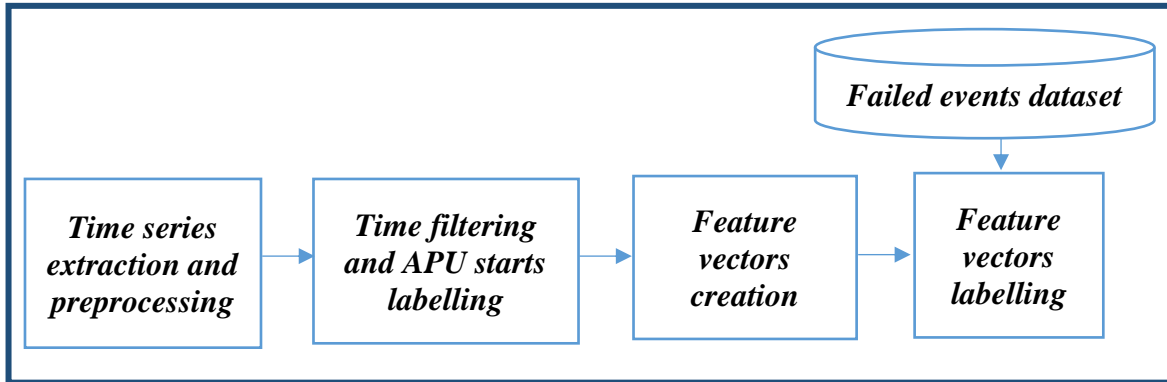 Failed events dataset
Time series
extraction and
preprocessing
Time filtering
and APU starts
labelling
Feature
vectors
creation
Feature
vectors
labelling